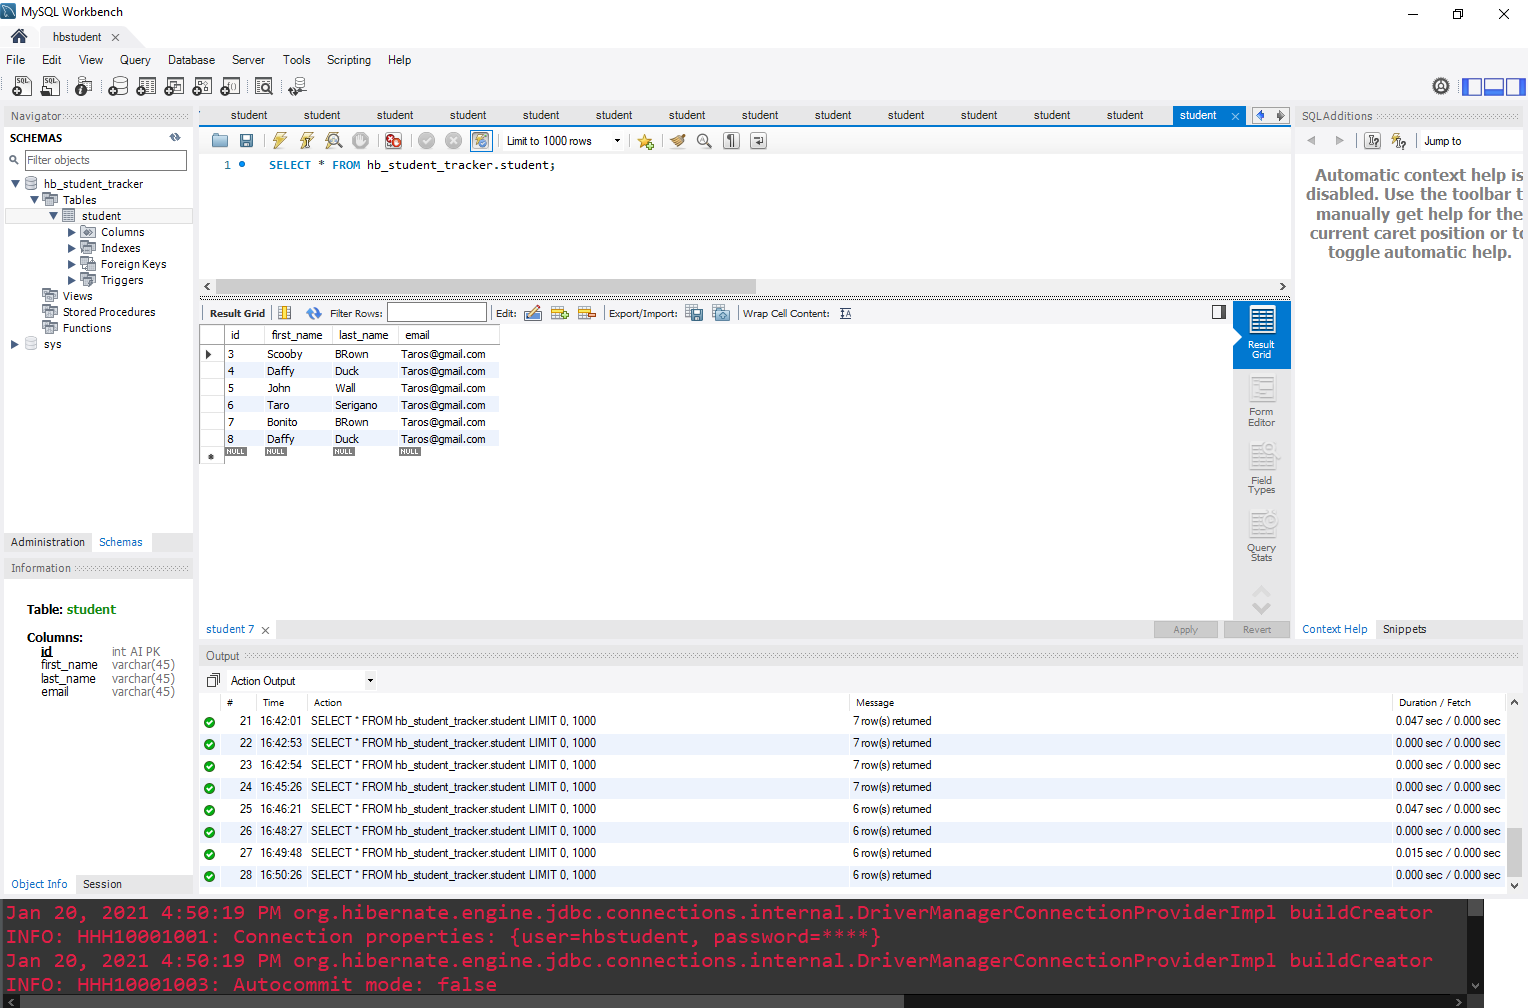 MySQL Workbench
hbstudent
File Edit View Query Database Server Tools Scripting Help
Navigator
SCHEMAS
Filter objects
hb_student_tracker
Tables
student
Columns
Indexes
Foreign Keys
Triggers
Views
Stored Procedures
Functions
sys
Administration Schemas
Information
Table: student
Columns:
id int AI PK
first_name varchar(45)
last_name varchar(45)
email varchar(45)
Object Info Session
student student student student student student student student student student student student student student
Limit to 1000 rows
1 SELECT * FROM hb_student_tracker.student;
Result Grid Filter Rows: Edit: Export/Import: Wrap Cell Content:
id first_name last_name email
3 Scooby BRown Taros@gmail.com
4 Daffy Duck Taros@gmail.com
5 John Wall Taros@gmail.com
6 Taro Serigano Taros@gmail.com
7 Bonito BRown Taros@gmail.com
8 Daffy Duck Taros@gmail.com
NULL NULL NULL NULL
Result
Grid
Form
Editor
Field
Types
Query
Stats
student 7 Apply Revert
SQLAdditions
Jump to
Automatic context help is
disabled. Use the toolbar t
manually get help for the
current caret position or to
toggle automatic help.
Context Help Snippets
Output
Action Output
# Time Action Message Duration / Fetch
21 16:42:01 SELECT * FROM hb_student_tracker.student LIMIT 0, 1000 7 row(s) returned 0.047 sec / 0.000 sec
22 16:42:53 SELECT * FROM hb_student_tracker.student LIMIT 0, 1000 7 row(s) returned 0.000 sec / 0.000 sec
23 16:42:54 SELECT * FROM hb_student_tracker.student LIMIT 0, 1000 7 row(s) returned 0.000 sec / 0.000 sec
24 16:45:26 SELECT * FROM hb_student_tracker.student LIMIT 0, 1000 7 row(s) returned 0.000 sec / 0.000 sec
25 16:46:21 SELECT * FROM hb_student_tracker.student LIMIT 0, 1000 6 row(s) returned 0.047 sec / 0.000 sec
26 16:48:27 SELECT * FROM hb_student_tracker.student LIMIT 0, 1000 6 row(s) returned 0.000 sec / 0.000 sec
27 16:49:48 SELECT * FROM hb_student_tracker.student LIMIT 0, 1000 6 row(s) returned 0.015 sec / 0.000 sec
28 16:50:26 SELECT * FROM hb_student_tracker.student LIMIT 0, 1000 6 row(s) returned 0.000 sec / 0.000 sec
Jan 20, 2021 4:50:19 PM org.hibernate.engine.jdbc.connections.internal.DriverManagerConnectionProviderImpl buildCreator
INFO: HHH10001001: Connection properties: {user=hbstudent, password=****}
Jan 20, 2021 4:50:19 PM org.hibernate.engine.jdbc.connections.internal.DriverManagerConnectionProviderImpl buildCreator
INFO: HHH10001003: Autocommit mode: false